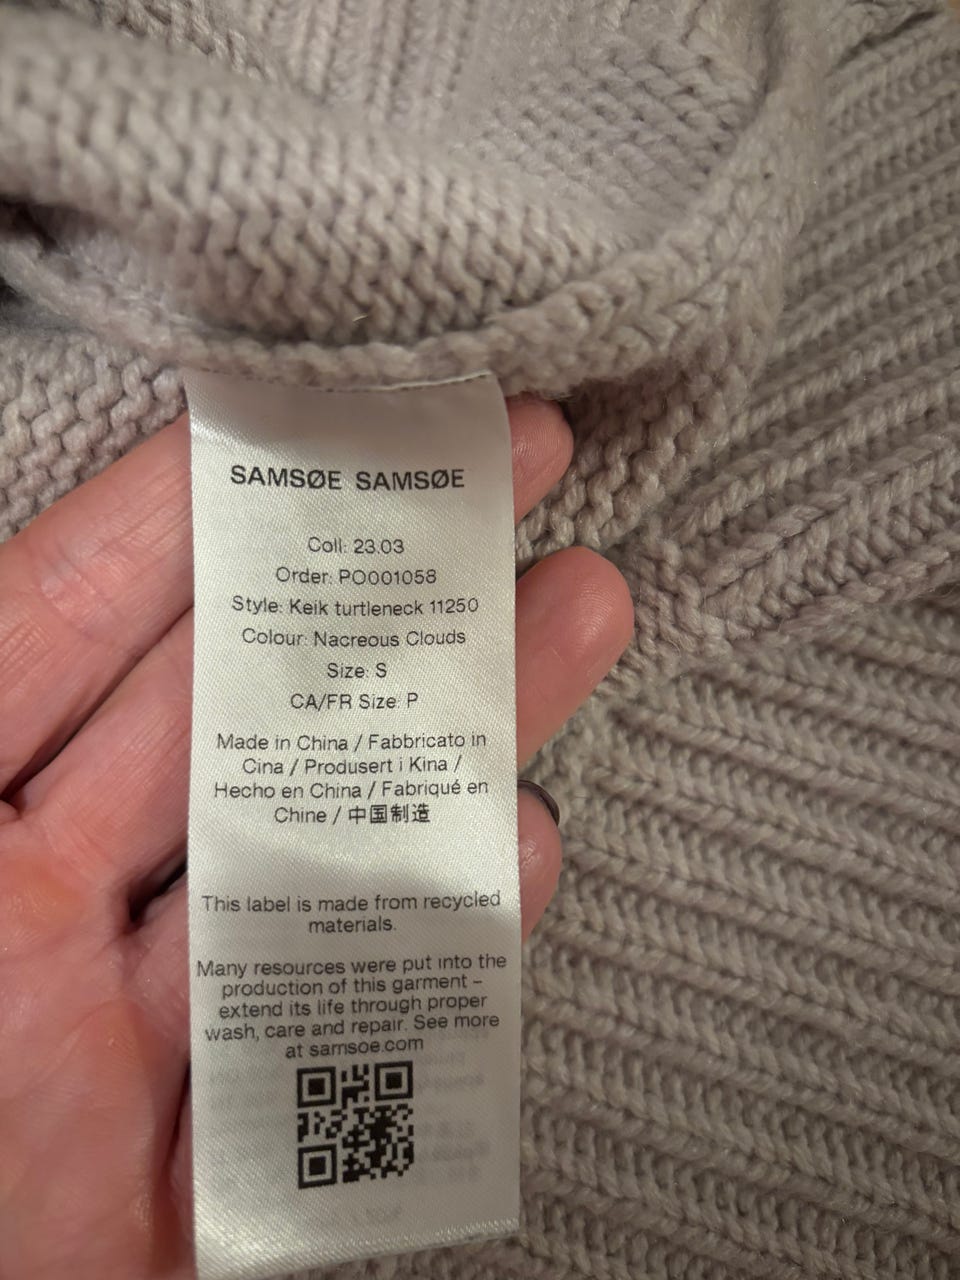 SAMSØE SAMSØE
Coll: 23.03
Order: PO001058
Style: Keik turtleneck 11250
Colour: Nacreous Clouds
Size: S
CA/FR Size: P
Made in China / Fabbricato in
Cina / Produsert i Kina /
Hecho en China / Fabriqué en
Chine / 中国制造
This label is made from recycled
materials.
Many resources were put into the
production of this garment –
extend its life through proper
wash, care and repair. See more
at samsoe.com